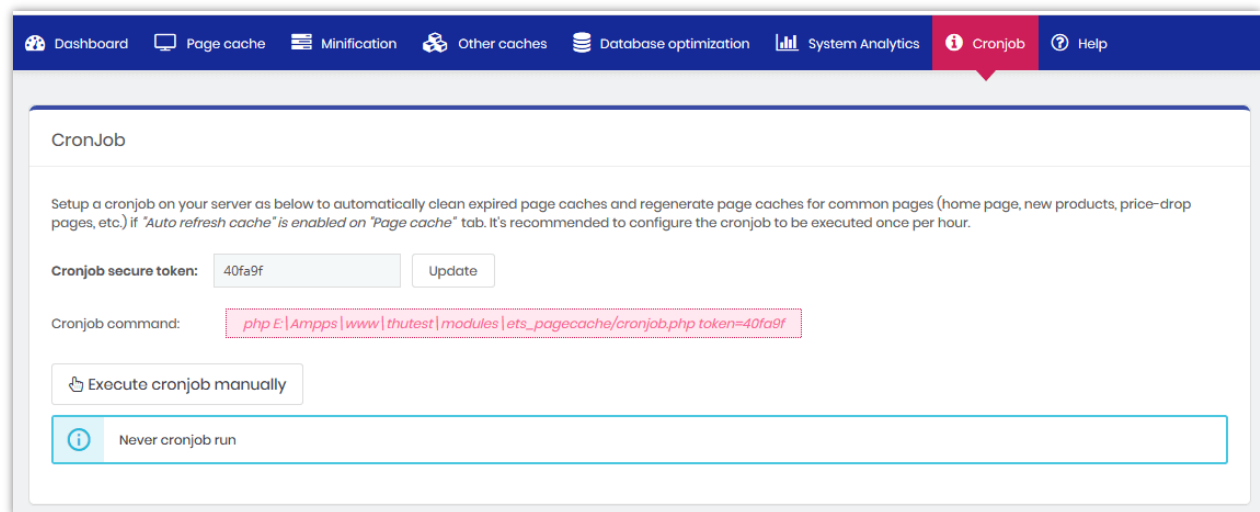 Dashboard Page cache Minification Other caches Database optimization System Analytics Cronjob Help
CronJob
Setup a cronjob on your server as below to automatically clean expired page caches and regenerate page caches for common pages (home page, new products, price-drop
pages, etc.) if "Auto refresh cache" is enabled on "Page cache" tab. It's recommended to configure the cronjob to be executed once per hour.
Cronjob secure token: 40fa9f Update
Cronjob command: php E:\Ampps\www\thutest\modules\ets_pagecache/cronjob.php token=40fa9f
Execute cronjob manually
Never cronjob run